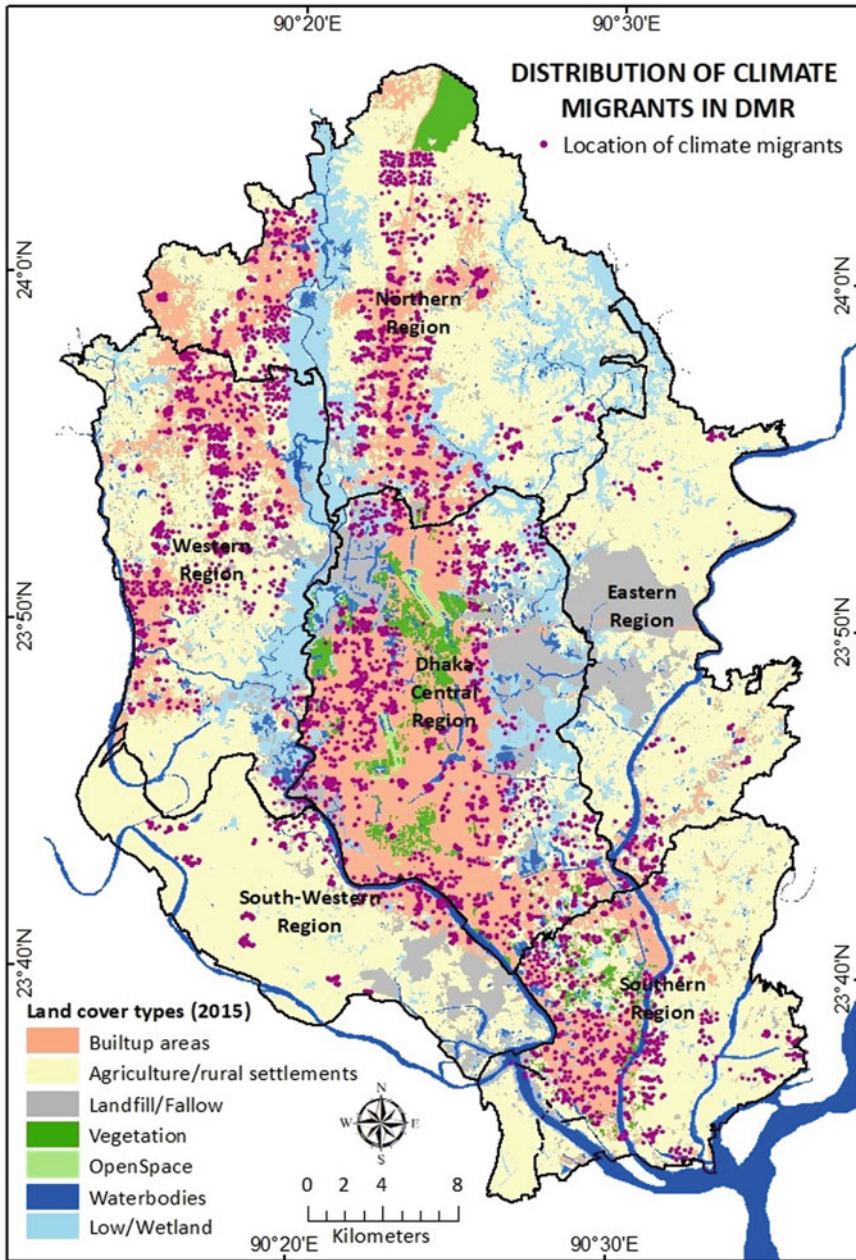 90°20'E
90°30'E
DISTRIBUTION OF CLIMATE
MIGRANTS IN DMR
Location of climate migrants
24°0'N
24°0'N
Northern
Region
Western
Region
Eastern
Region
23°50'N
23°50'N
Dhaka
Central
Region
South-Western
Region
23°40'N
23°40'N
Southern
Region
Land cover types (2015)
Builtup areas
Agriculture/rural settlements
Landfill/Fallow
Vegetation
OpenSpace
Waterbodies
Low/Wetland
N
W E
S
0 2 4 8
Kilometers
90°20'E
90°30'E